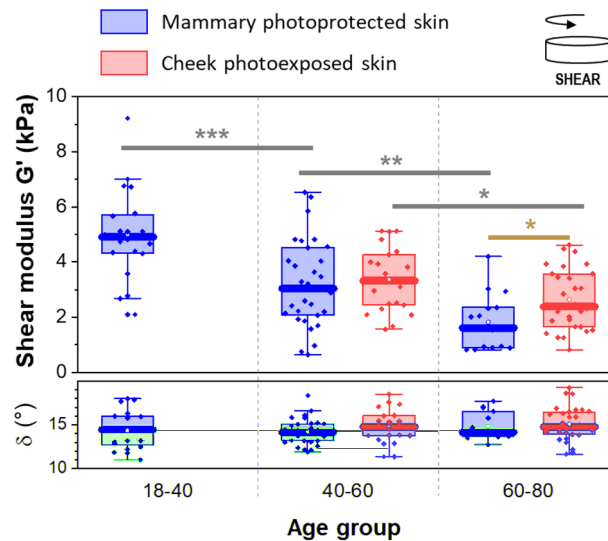 Mammary photoprotected skin
Cheek photoexposed skin
SHEAR
Shear modulus G' (kPa)
10
8
6
4
2
0
***
**
*
*
δ (°)
15
10
18-40
40-60
60-80
Age group